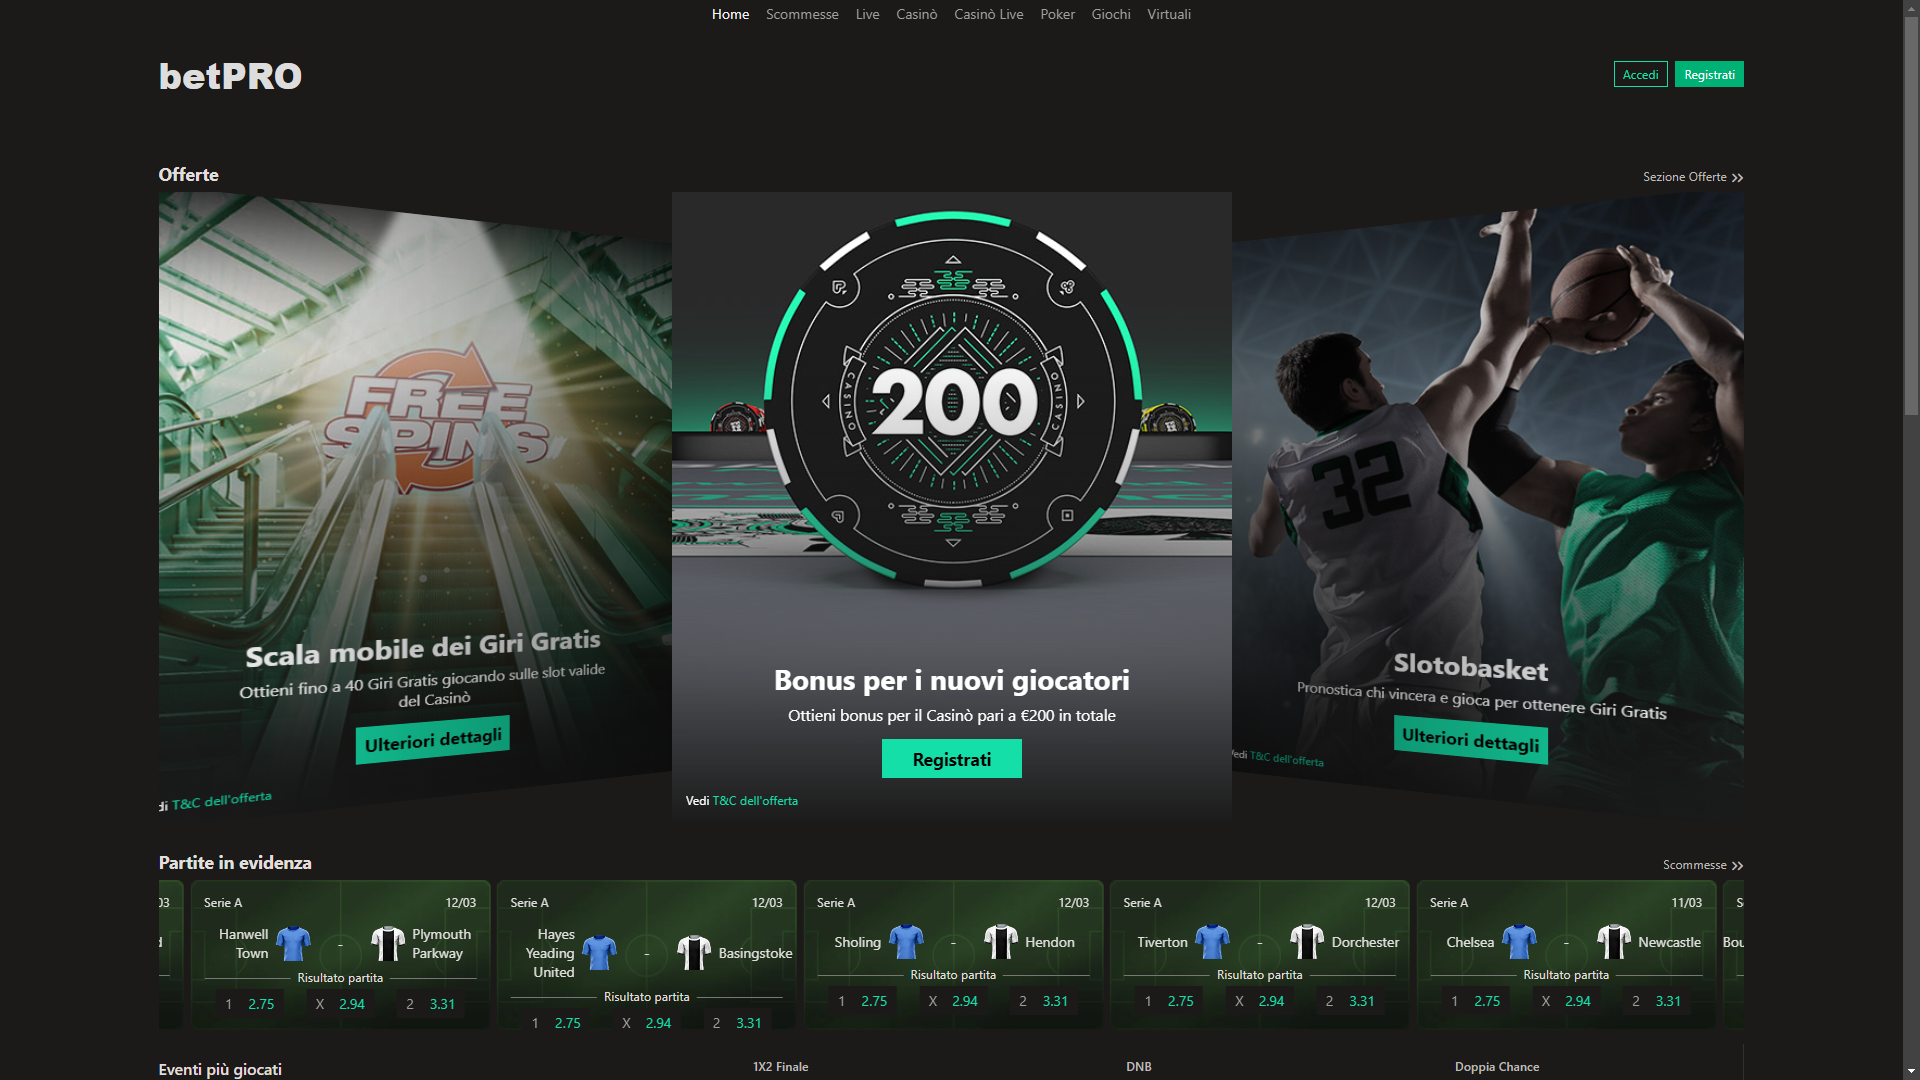 Home Scommesse Live Casinò Casinò Live Poker Giochi Virtuali
betPRO
Accedi Registrati
Offerte
Sezione Offerte
FREE
SPINS
Scala mobile dei Giri Gratis
Ottieni fino a 40 Giri Gratis giocando sulle slot valide
del Casinò
Ulteriori dettagli
di T&C dell'offerta
CASINO
200
CASINO
Bonus per i nuovi giocatori
Ottieni bonus per il Casinò pari a €200 in totale
Registrati
Vedi T&C dell'offerta
32
Slotobasket
Pronostica chi vincera e gioca per ottenere Giri Gratis
Ulteriori dettagli
Vedi T&C dell'offerta
Partite in evidenza
Scommesse
03
d
Serie A 12/03
Hanwell
Town
-
Plymouth
Parkway
Risultato partita
1 2.75 X 2.94 2 3.31
Serie A 12/03
Hayes
Yeading
United
-
Basingstoke
Risultato partita
1 2.75 X 2.94 2 3.31
Serie A 12/03
Sholing - Hendon
Risultato partita
1 2.75 X 2.94 2 3.31
Serie A 12/03
Tiverton - Dorchester
Risultato partita
1 2.75 X 2.94 2 3.31
Serie A 11/03
Chelsea - Newcastle
Risultato partita
1 2.75 X 2.94 2 3.31
S
Bou
Eventi più giocati 1X2 Finale DNB Doppia Chance